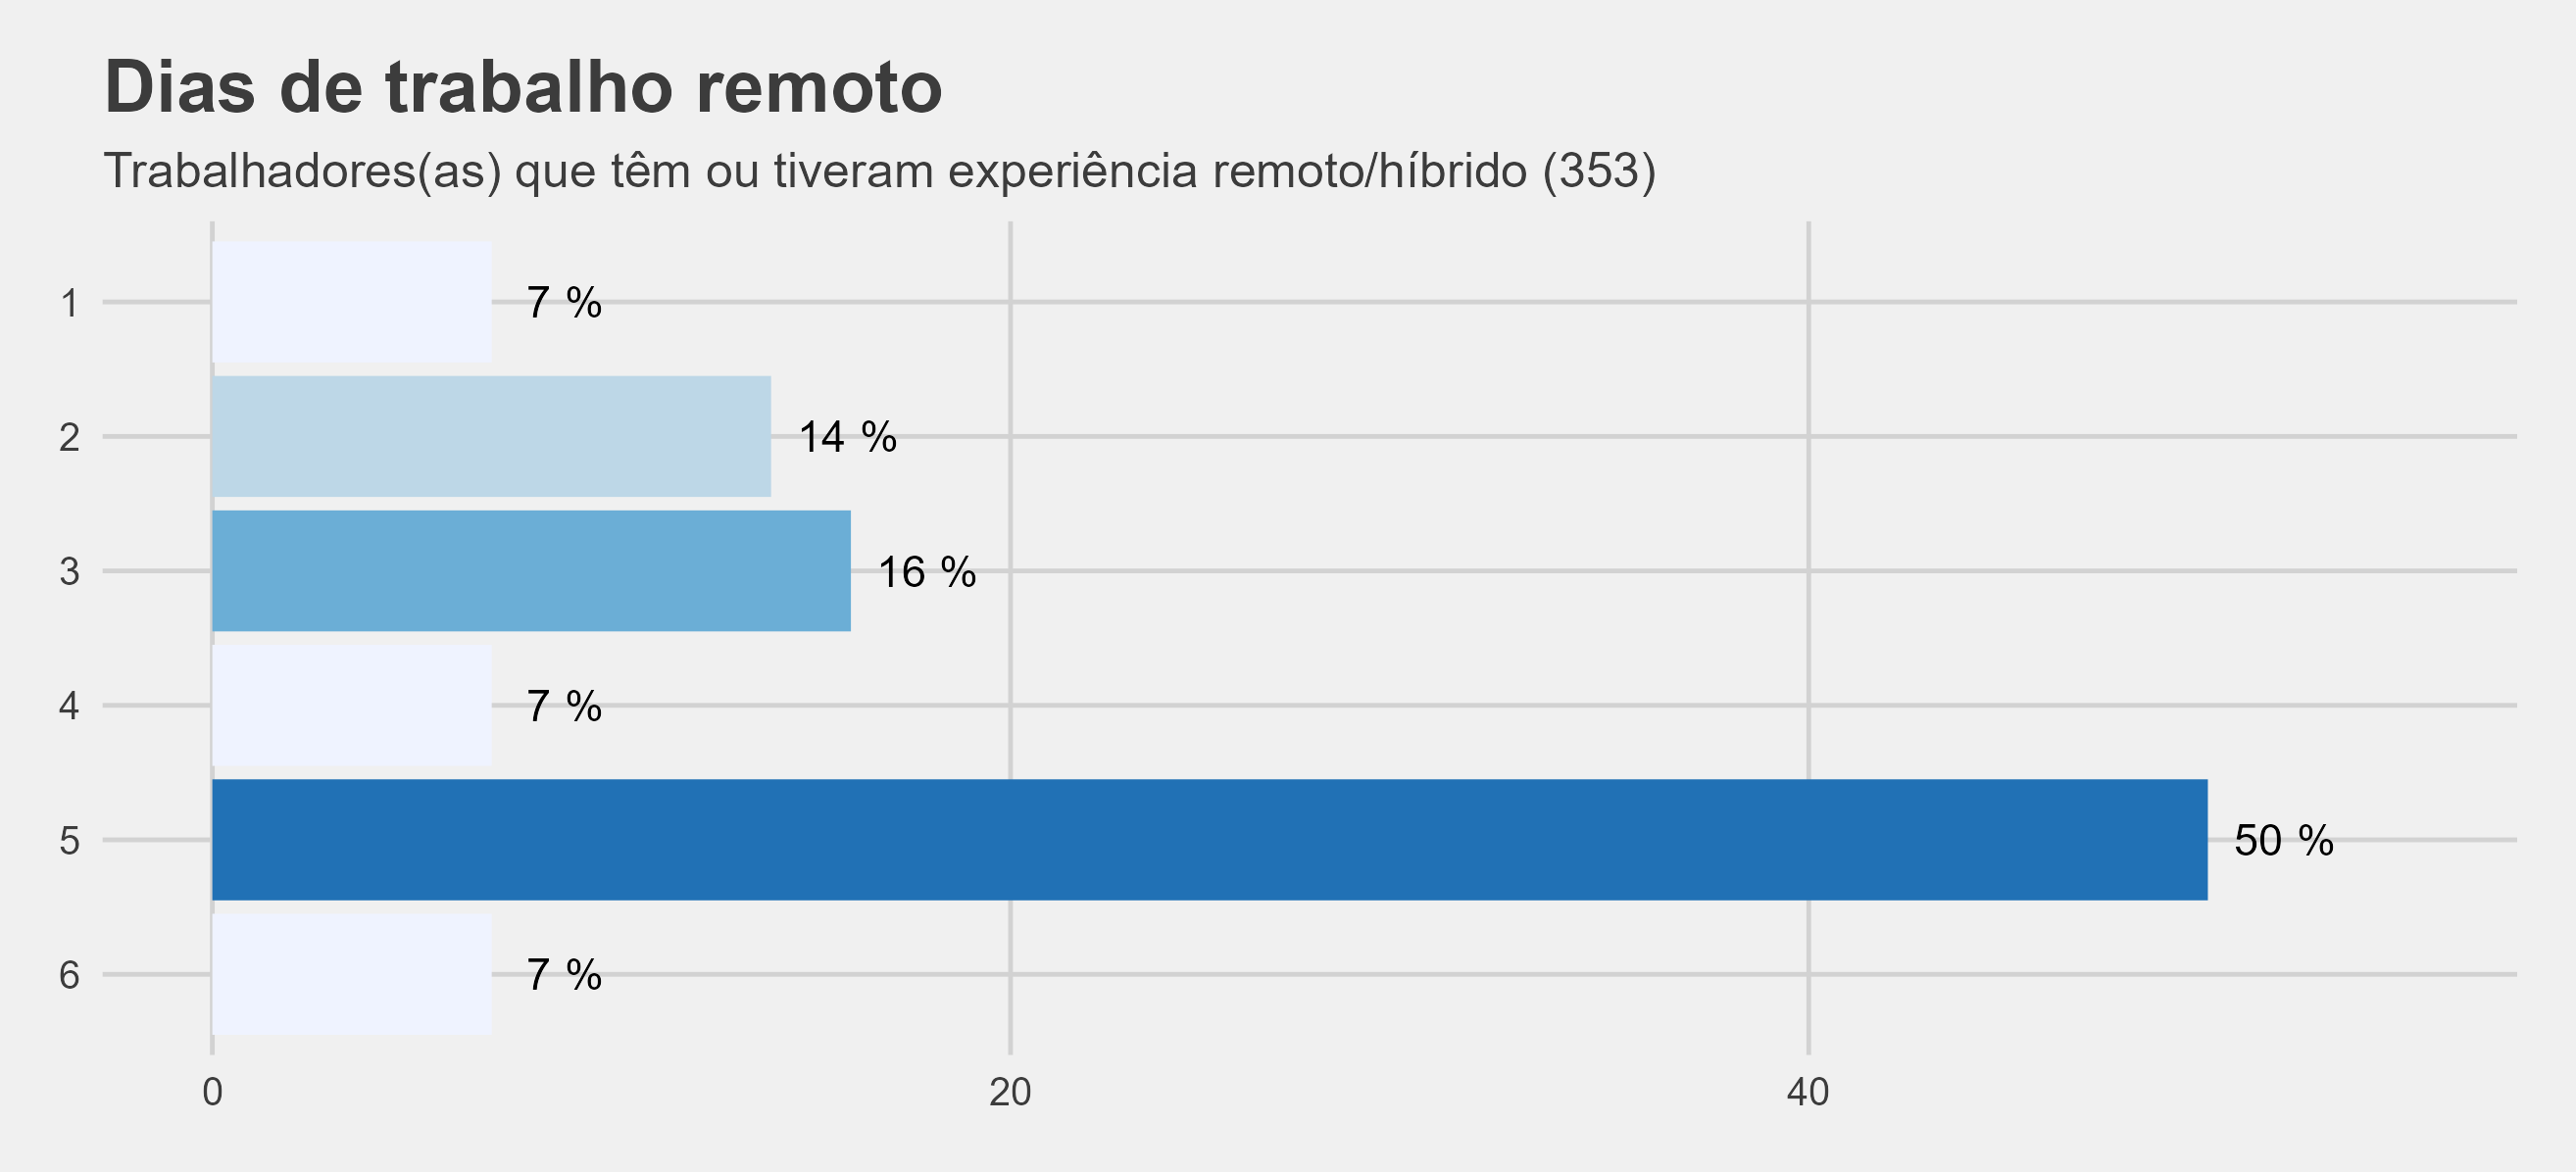 Dias de trabalho remoto
Trabalhadores(as) que têm ou tiveram experiência remoto/híbrido (353)
1 7 %
2 14 %
3 16 %
4 7 %
5 50 %
6 7 %
0 20 40